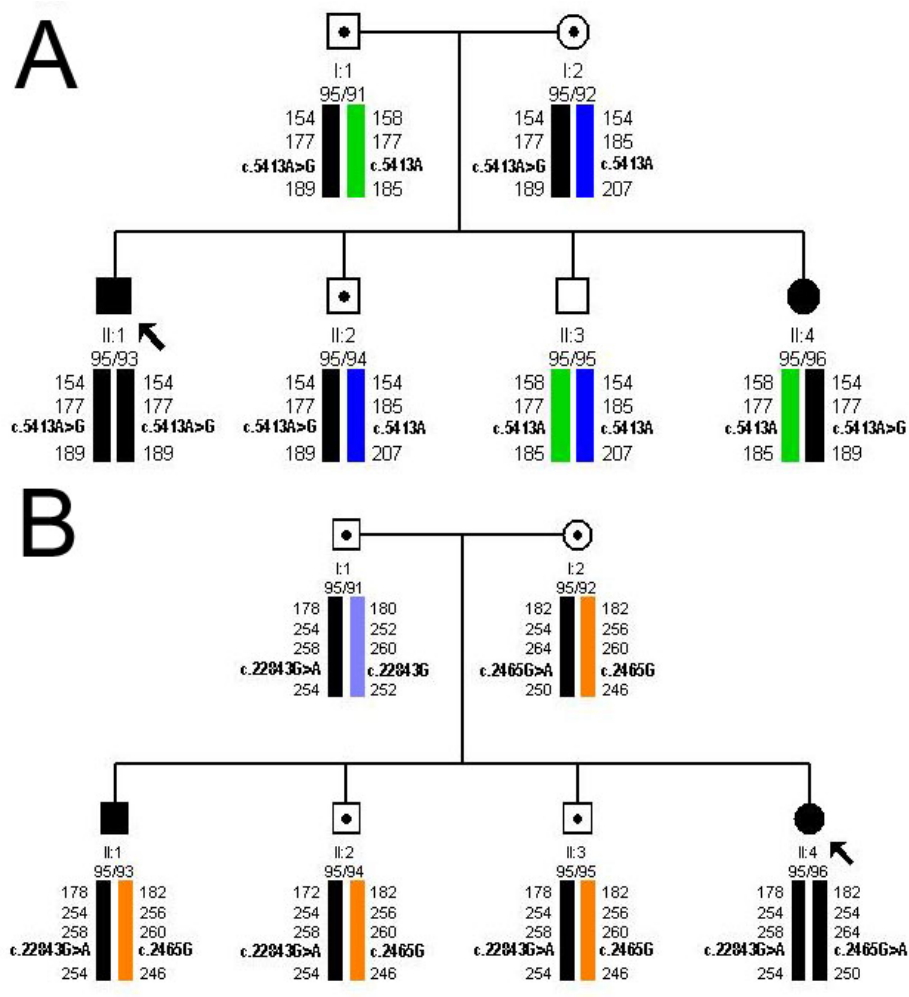 A
I:1 I:2
95/91 95/92
154 158 154 154
177 177 177 185
c.5413A>G c.5413A c.5413A>G c.5413A
189 185 189 207
II:1 II:2 II:3 II:4
95/93 95/94 95/95 95/96
154 154 154 154 158 154 158 154
177 177 177 185 177 185 177 177
c.5413A>G c.5413A>G c.5413A>G c.5413A c.5413A c.5413A c.5413A c.5413A>G
189 189 189 207 185 207 185 189
B
I:1 I:2
95/91 95/92
178 180 182 182
254 252 254 256
258 260 264 260
c.22843G>A c.22843G c.2465G>A c.2465G
254 252 250 246
II:1 II:2 II:3 II:4
95/93 95/94 95/95 95/96
178 182 172 182 178 182 178 182
254 256 254 256 254 256 254 254
258 260 258 260 258 260 258 264
c.22843G>A c.2465G c.22843G>A c.2465G c.22843G>A c.2465G c.22843G>A c.2465G>A
254 246 254 246 254 246 254 250